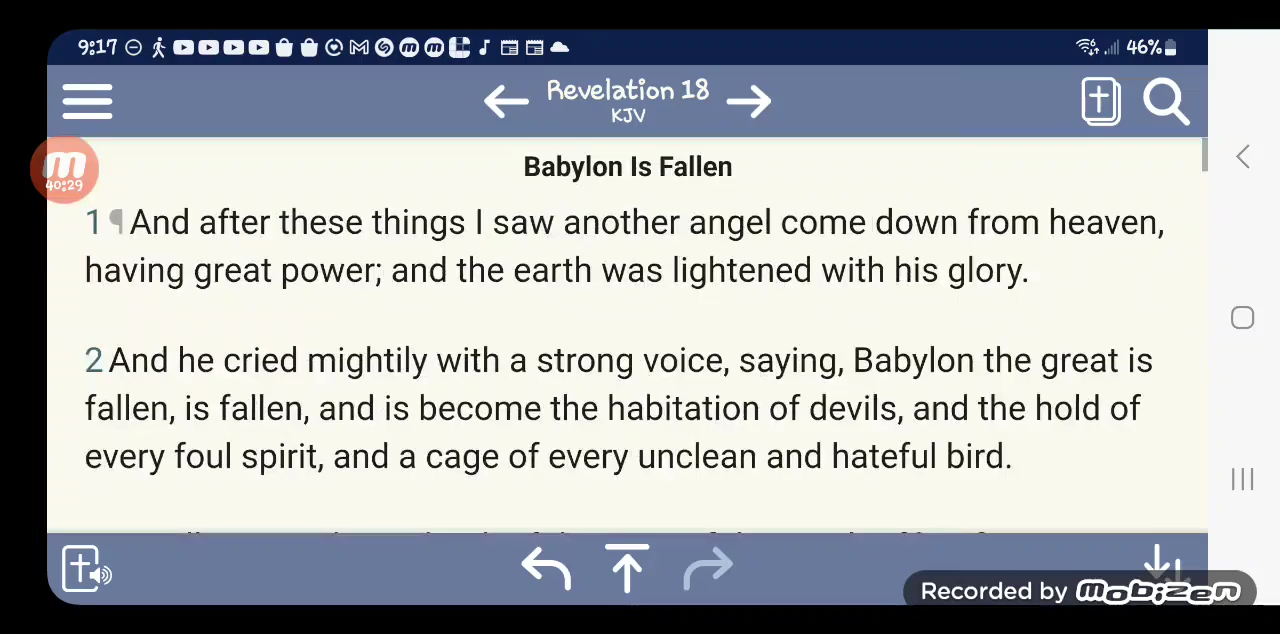 9:17 46%
Revelation 18
KJV
40:29
Babylon Is Fallen
1 ¶ And after these things I saw another angel come down from heaven,
having great power; and the earth was lightened with his glory.
2 And he cried mightily with a strong voice, saying, Babylon the great is
fallen, is fallen, and is become the habitation of devils, and the hold of
every foul spirit, and a cage of every unclean and hateful bird.
Recorded by mobizen